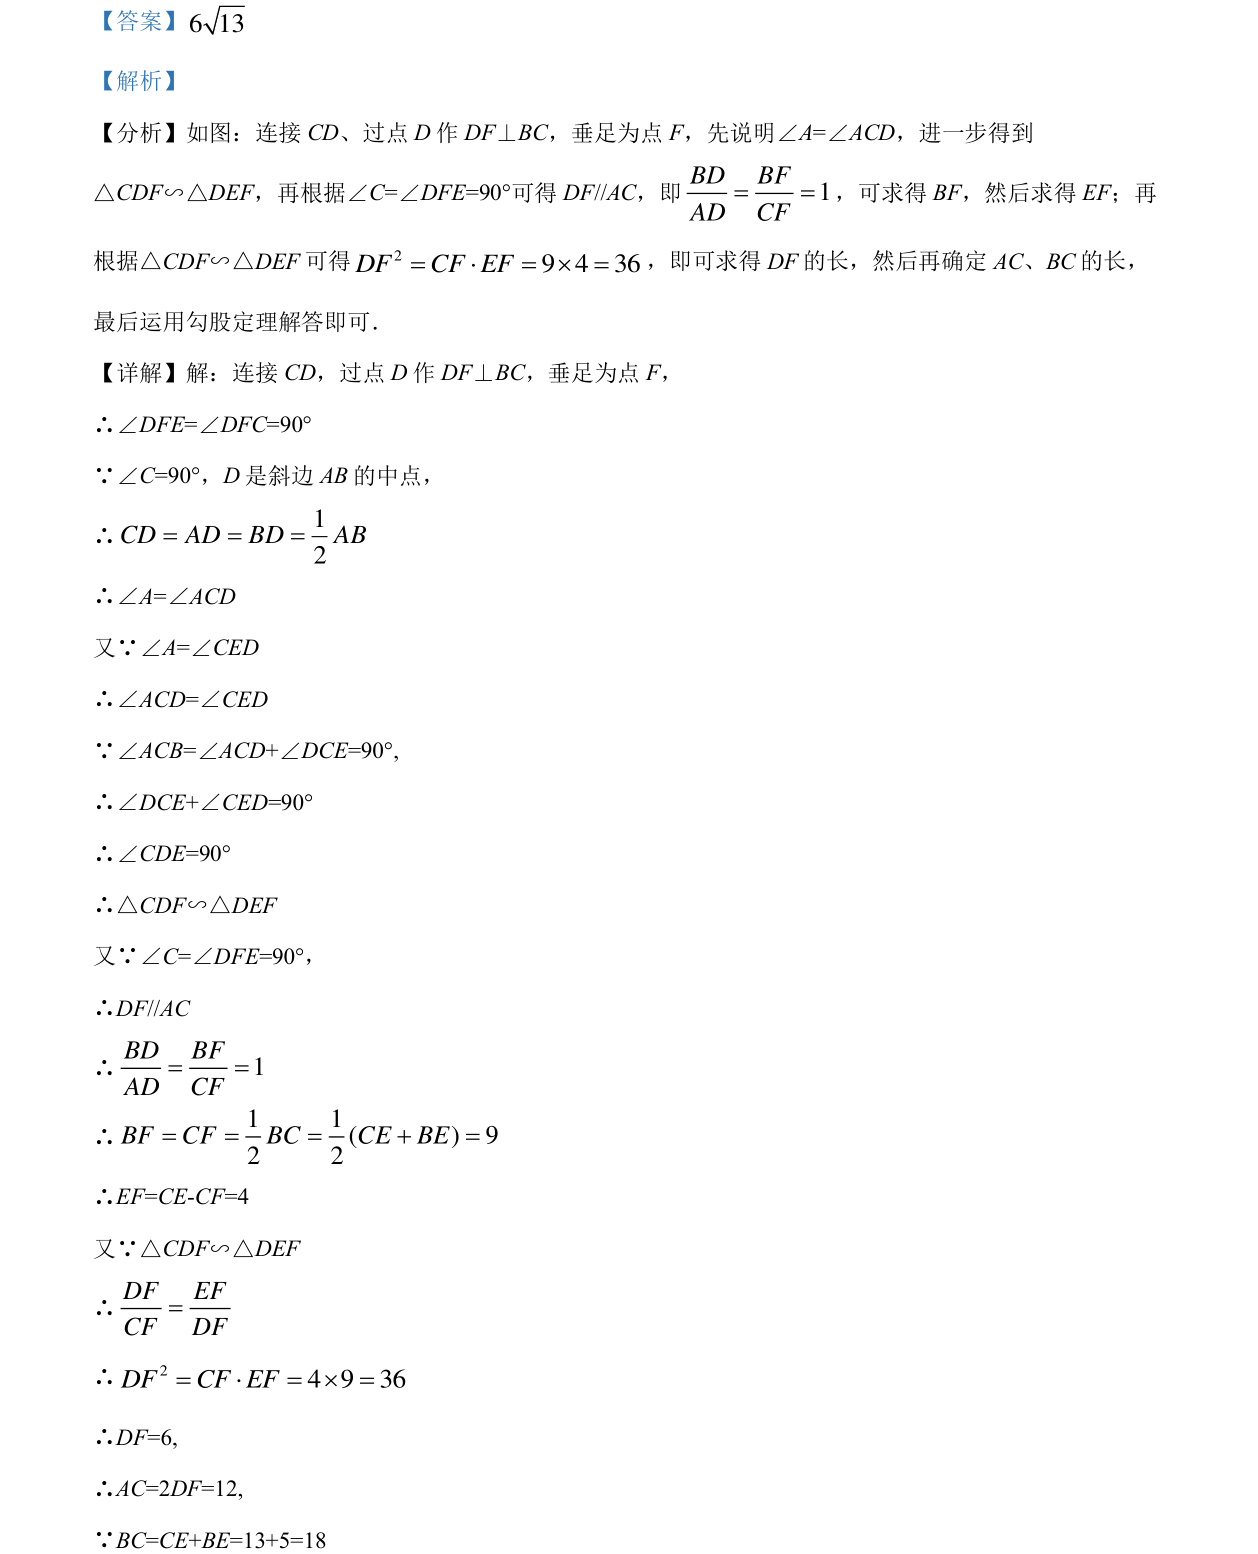 【答案】6√13
【解析】
【分析】如图：连接 CD、过点 D 作 DF⊥BC，垂足为点 F，先说明∠A=∠ACD，进一步得到
△CDF∽△DEF，再根据∠C=∠DFE=90°可得 DF//AC，即 BD/AD = BF/CF = 1，可求得 BF，然后求得 EF；再
根据△CDF∽△DEF 可得 DF² = CF · EF = 9×4 = 36，即可求得 DF 的长，然后再确定 AC、BC 的长，
最后运用勾股定理解答即可．
【详解】解：连接 CD，过点 D 作 DF⊥BC，垂足为点 F，
∴∠DFE=∠DFC=90°
∵∠C=90°，D 是斜边 AB 的中点，
∴ CD = AD = BD = 1/2 AB
∴∠A=∠ACD
又∵∠A=∠CED
∴∠ACD=∠CED
∵∠ACB=∠ACD+∠DCE=90°,
∴∠DCE+∠CED=90°
∴∠CDE=90°
∴△CDF∽△DEF
又∵∠C=∠DFE=90°，
∴DF//AC
∴ BD/AD = BF/CF = 1
∴ BF = CF = 1/2 BC = 1/2 (CE + BE) = 9
∴EF=CE-CF=4
又∵△CDF∽△DEF
∴ DF/CF = EF/DF
∴ DF² = CF · EF = 4×9 = 36
∴DF=6,
∴AC=2DF=12,
∵BC=CE+BE=13+5=18